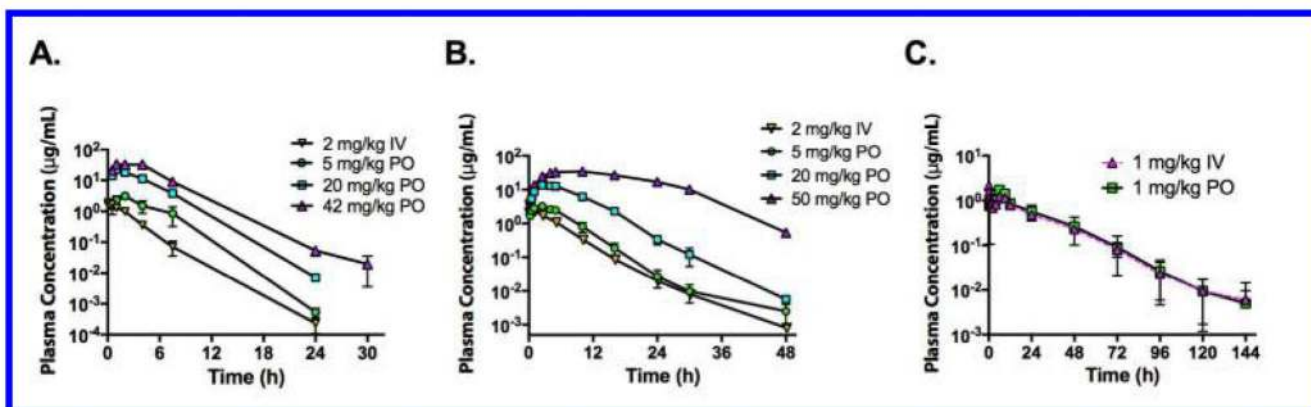 A.
Plasma Concentration (μg/mL)
10²
10¹
10⁰
10⁻¹
10⁻²
10⁻³
10⁻⁴
0 6 12 18 24 30
Time (h)
2 mg/kg IV
5 mg/kg PO
20 mg/kg PO
42 mg/kg PO
B.
Plasma Concentration (μg/mL)
10²
10¹
10⁰
10⁻¹
10⁻²
10⁻³
0 12 24 36 48
Time (h)
2 mg/kg IV
5 mg/kg PO
20 mg/kg PO
50 mg/kg PO
C.
Plasma Concentration (μg/mL)
10¹
10⁰
10⁻¹
10⁻²
10⁻³
0 24 48 72 96 120 144
Time (h)
1 mg/kg IV
1 mg/kg PO